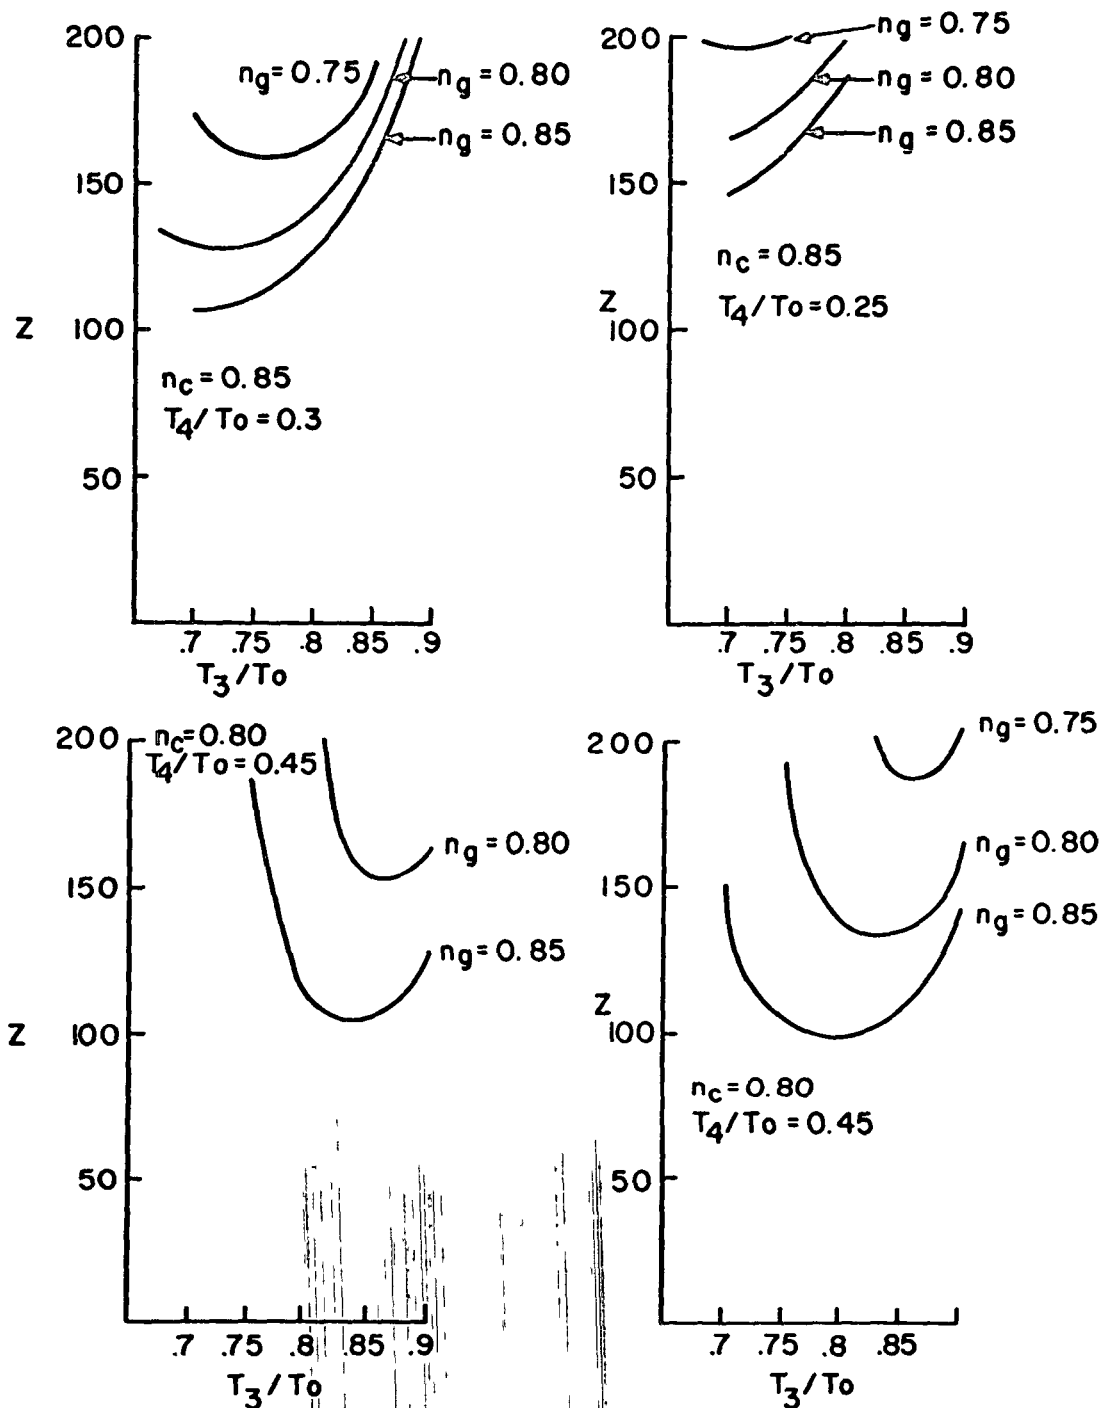 200
ng = 0.75
ng = 0.80
ng = 0.85
150
Z
100
nc = 0.85
T4/To = 0.3
50
.7 .75 .8 .85 .9
T3/To
200
ng = 0.75
ng = 0.80
ng = 0.85
150
nc = 0.85
Z
T4/To = 0.25
100
50
.7 .75 .8 .85 .9
T3/To
200
nc = 0.80
T4/To = 0.45
ng = 0.80
150
ng = 0.85
Z
100
50
.7 .75 .8 .85 .9
T3/To
200
ng = 0.75
ng = 0.80
150
ng = 0.85
Z
100
nc = 0.80
T4/To = 0.45
50
.7 .75 .8 .85
T3/To